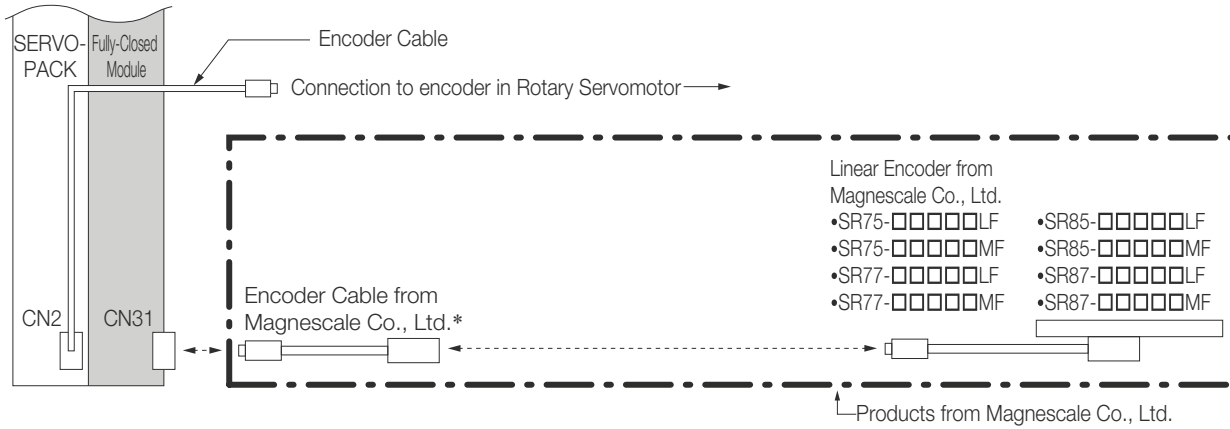 SERVO-
PACK
Fully-Closed
Module
Encoder Cable
Connection to encoder in Rotary Servomotor
Linear Encoder from
Magnescale Co., Ltd.
•SR75-□□□□□LF
•SR75-□□□□□MF
•SR77-□□□□□LF
•SR77-□□□□□MF
•SR85-□□□□□LF
•SR85-□□□□□MF
•SR87-□□□□□LF
•SR87-□□□□□MF
Encoder Cable from
Magnescale Co., Ltd.*
CN2
CN31
Products from Magnescale Co., Ltd.